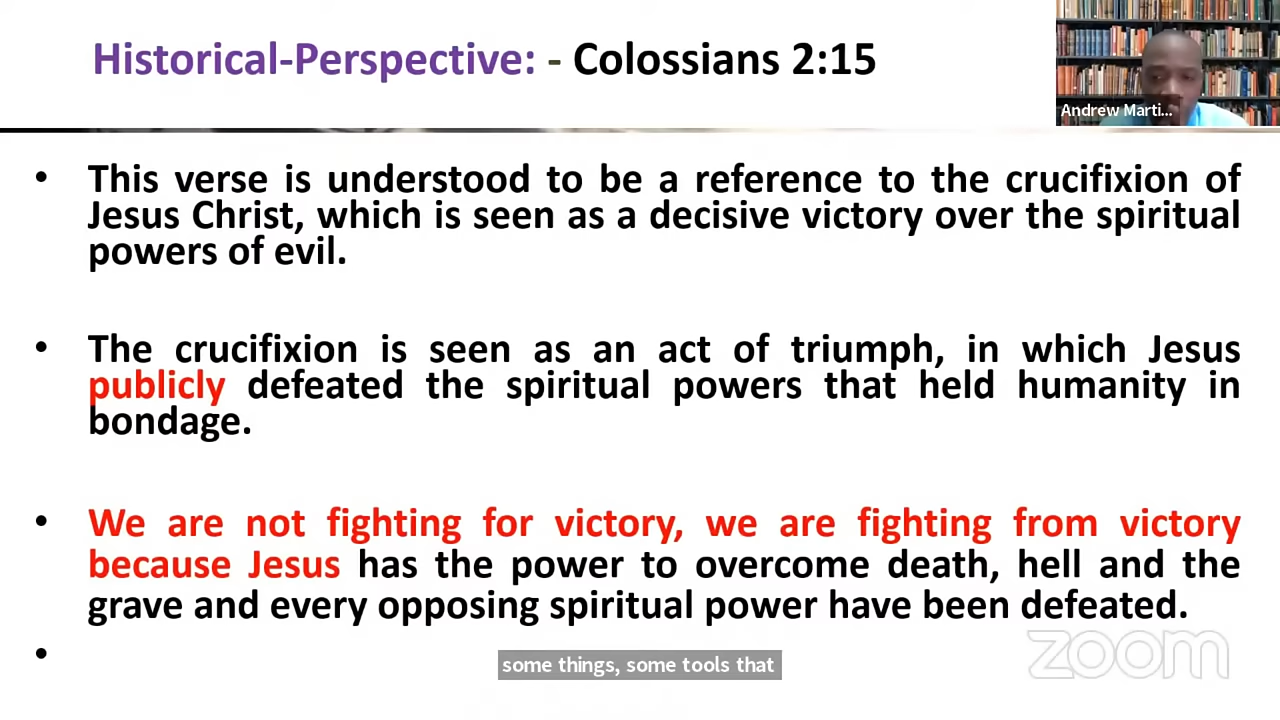 Historical-Perspective: - Colossians 2:15
Andrew Marti...
• This verse is understood to be a reference to the crucifixion of
Jesus Christ, which is seen as a decisive victory over the spiritual
powers of evil.
• The crucifixion is seen as an act of triumph, in which Jesus
publicly defeated the spiritual powers that held humanity in
bondage.
• We are not fighting for victory, we are fighting from victory
because Jesus has the power to overcome death, hell and the
grave and every opposing spiritual power have been defeated.
•
some things, some tools that
zoom